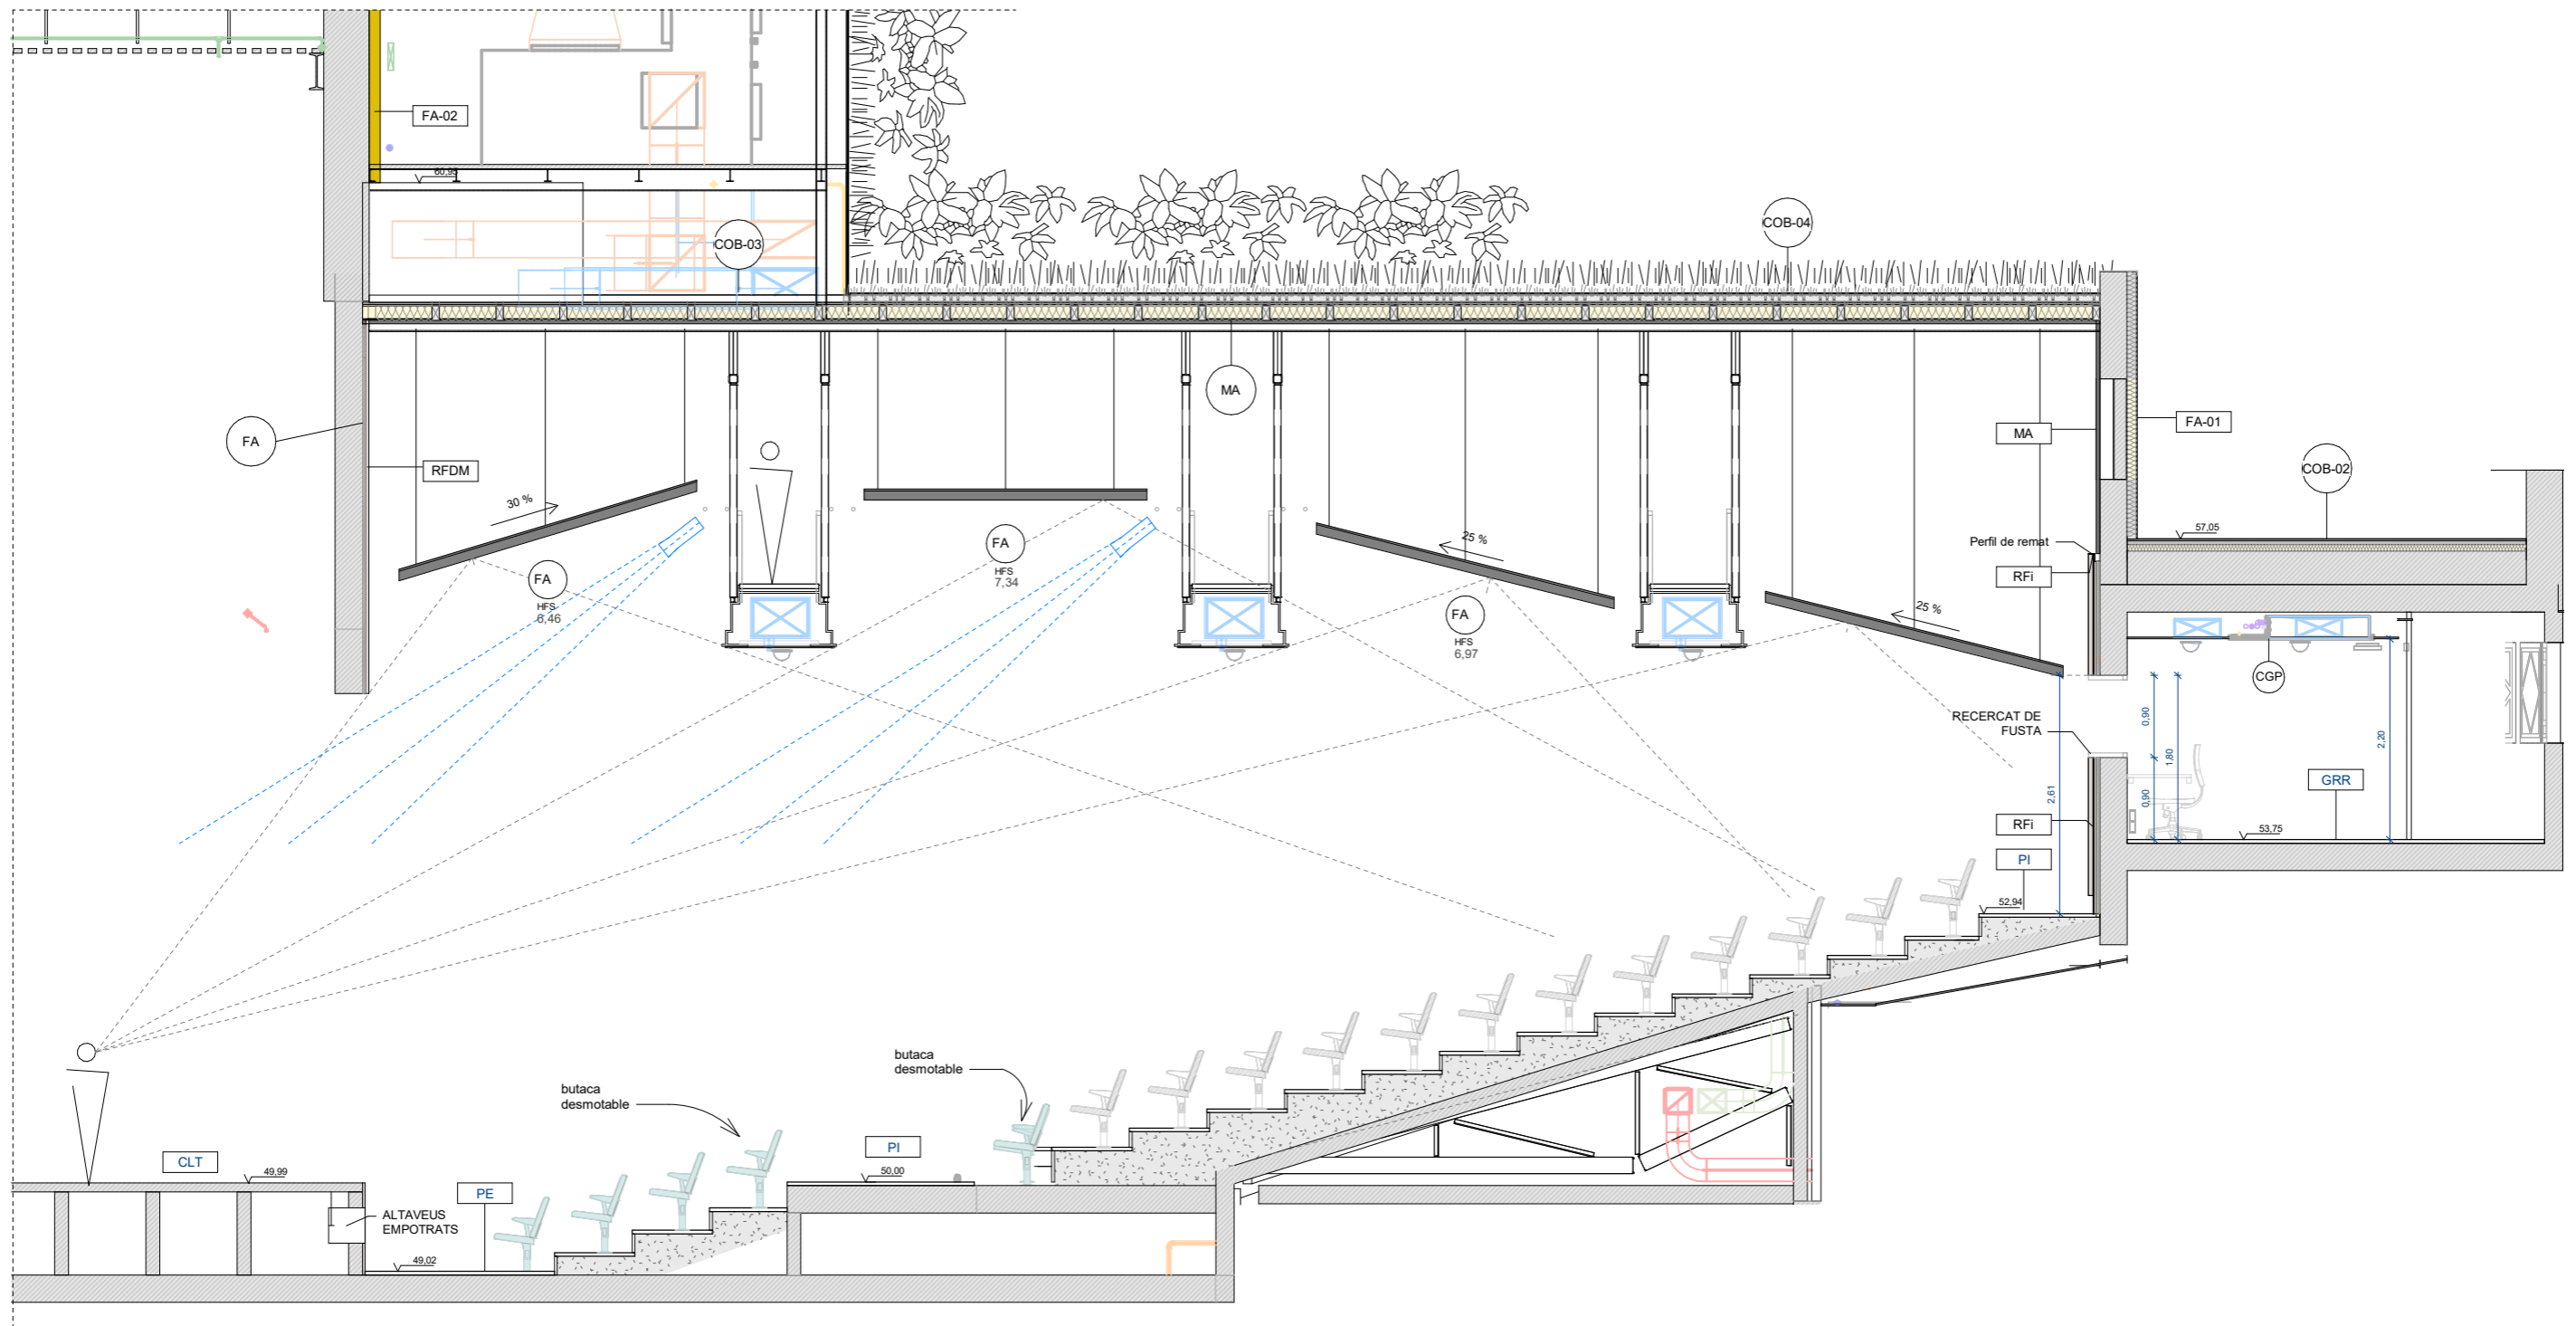 FA-02
60,95
COB-03
COB-04
MA
FA
RFDM
30 %
FA
HFS
6,46
FA
HFS
7,34
25 %
FA
HFS
6,97
25 %
MA
FA-01
COB-02
57,05
Perfil de remat
RFi
CGP
RECERCAT DE
FUSTA
0,90
1,80
2,20
2,61
0,90
GRR
53,75
RFi
PI
52,94
butaca
desmotable
butaca
desmotable
CLT
49,99
PI
50,00
PE
ALTAVEUS
EMPOTRATS
49,02